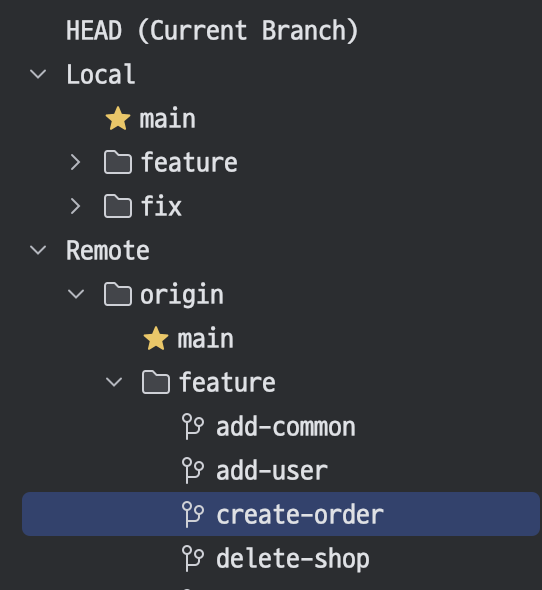 HEAD (Current Branch)
Local
main
feature
fix
Remote
origin
main
feature
add-common
add-user
create-order
delete-shop